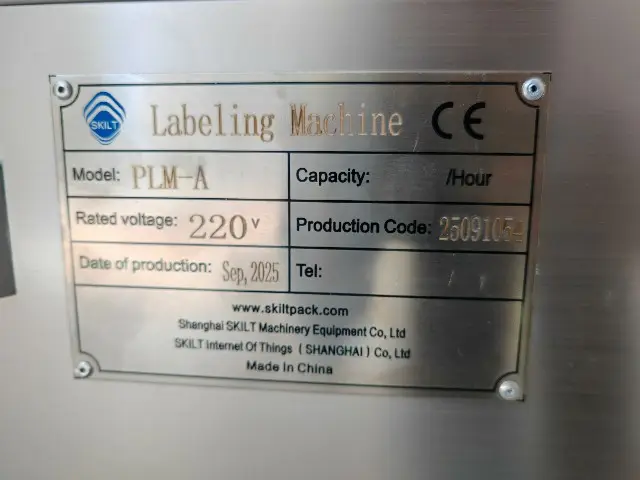 SKILT Labeling Machine CE
Model: PLM-A Capacity: /Hour
Rated voltage: 220V Production Code:
Date of production: Sep, 2025 Tel: /
www.skiltpack.com
Shanghai SKILT Machinery Equipment Co, Ltd
SKILT Internet Of Things ( SHANGHAI ) Co, Ltd
Made In China